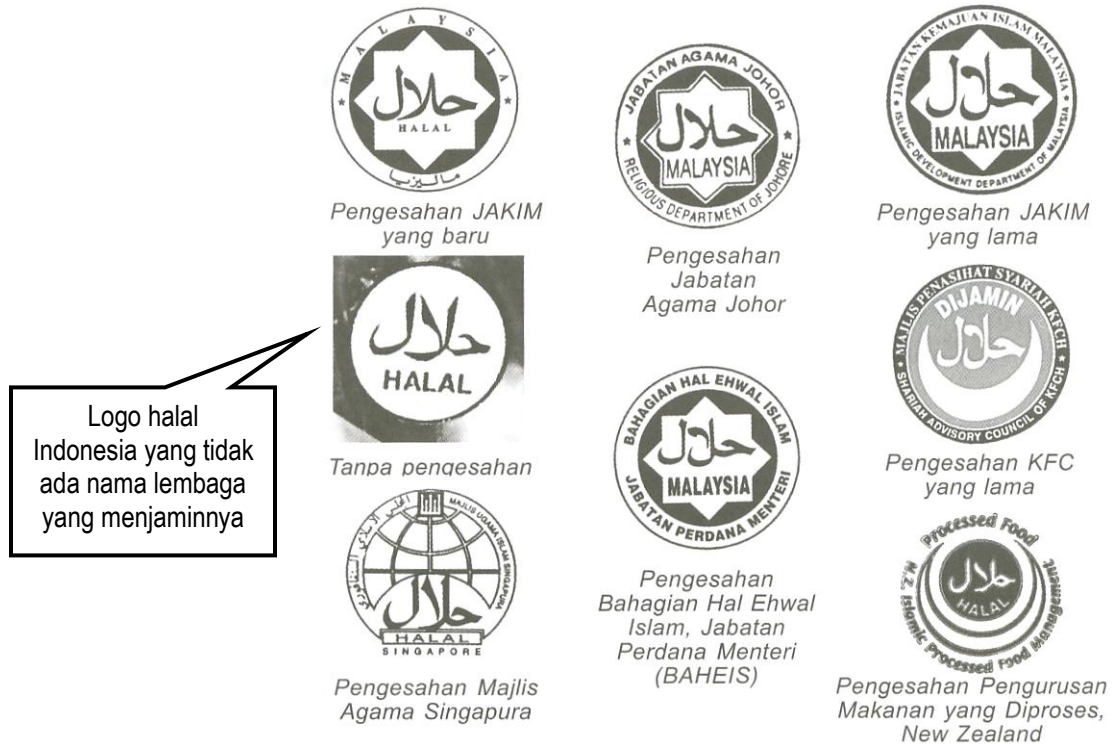 MALAYSIA
حلال
HALAL
ماليزيا
Pengesahan JAKIM
yang baru
JABATAN AGAMA JOHOR
حلال
MALAYSIA
RELIGIOUS DEPARTMENT OF JOHORE
Pengesahan
Jabatan
Agama Johor
JABATAN KEMAJUAN ISLAM MALAYSIA
حلال
MALAYSIA
ISLAMIC DEVELOPMENT DEPARTMENT OF MALAYSIA
Pengesahan JAKIM
yang lama
Logo halal
Indonesia yang tidak
ada nama lembaga
yang menjaminnya
حلال
HALAL
Tanpa pengesahan
BAHAGIAN HAL EHWAL ISLAM
حلال
MALAYSIA
JABATAN PERDANA MENTERI
Pengesahan
Bahagian Hal Ehwal
Islam, Jabatan
Perdana Menteri
(BAHEIS)
MAJLIS PENASIHAT SYARIAH KFCH
DIJAMIN
حلال
SHARIAH ADVISORY COUNCIL OF KFCH
Pengesahan KFC
yang lama
MAJLIS UGAMA ISLAM SINGAPURA
حلال
HALAL
SINGAPORE
Pengesahan Majlis
Agama Singapura
Processed Food
حلال
HALAL
N.Z. Islamic Processed Food Management
Pengesahan Pengurusan
Makanan yang Diproses,
New Zealand